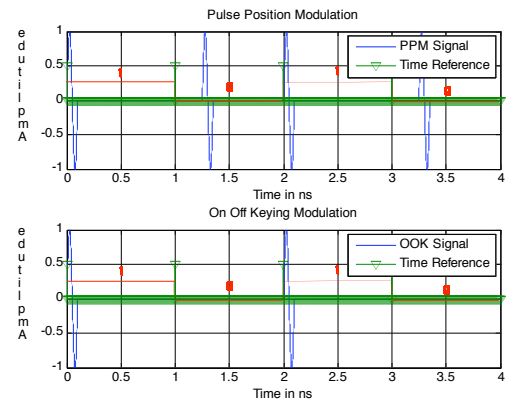 Pulse Position Modulation
edutilpmA
1
0.5
0
-0.5
-1
PPM Signal
Time Reference
1 0 1 0
0 0.5 1 1.5 2 2.5 3 3.5 4
Time in ns
On Off Keying Modulation
edutilpmA
1
0.5
0
-0.5
-1
OOK Signal
Time Reference
1 0 1 0
0 0.5 1 1.5 2 2.5 3 3.5 4
Time in ns